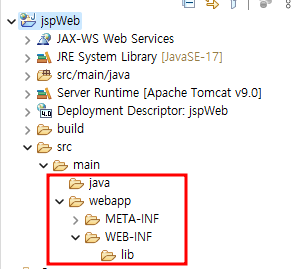 jspWeb
JAX-WS Web Services
JRE System Library [JavaSE-17]
src/main/java
Server Runtime [Apache Tomcat v9.0]
Deployment Descriptor: jspWeb
build
src
main
java
webapp
META-INF
WEB-INF
lib